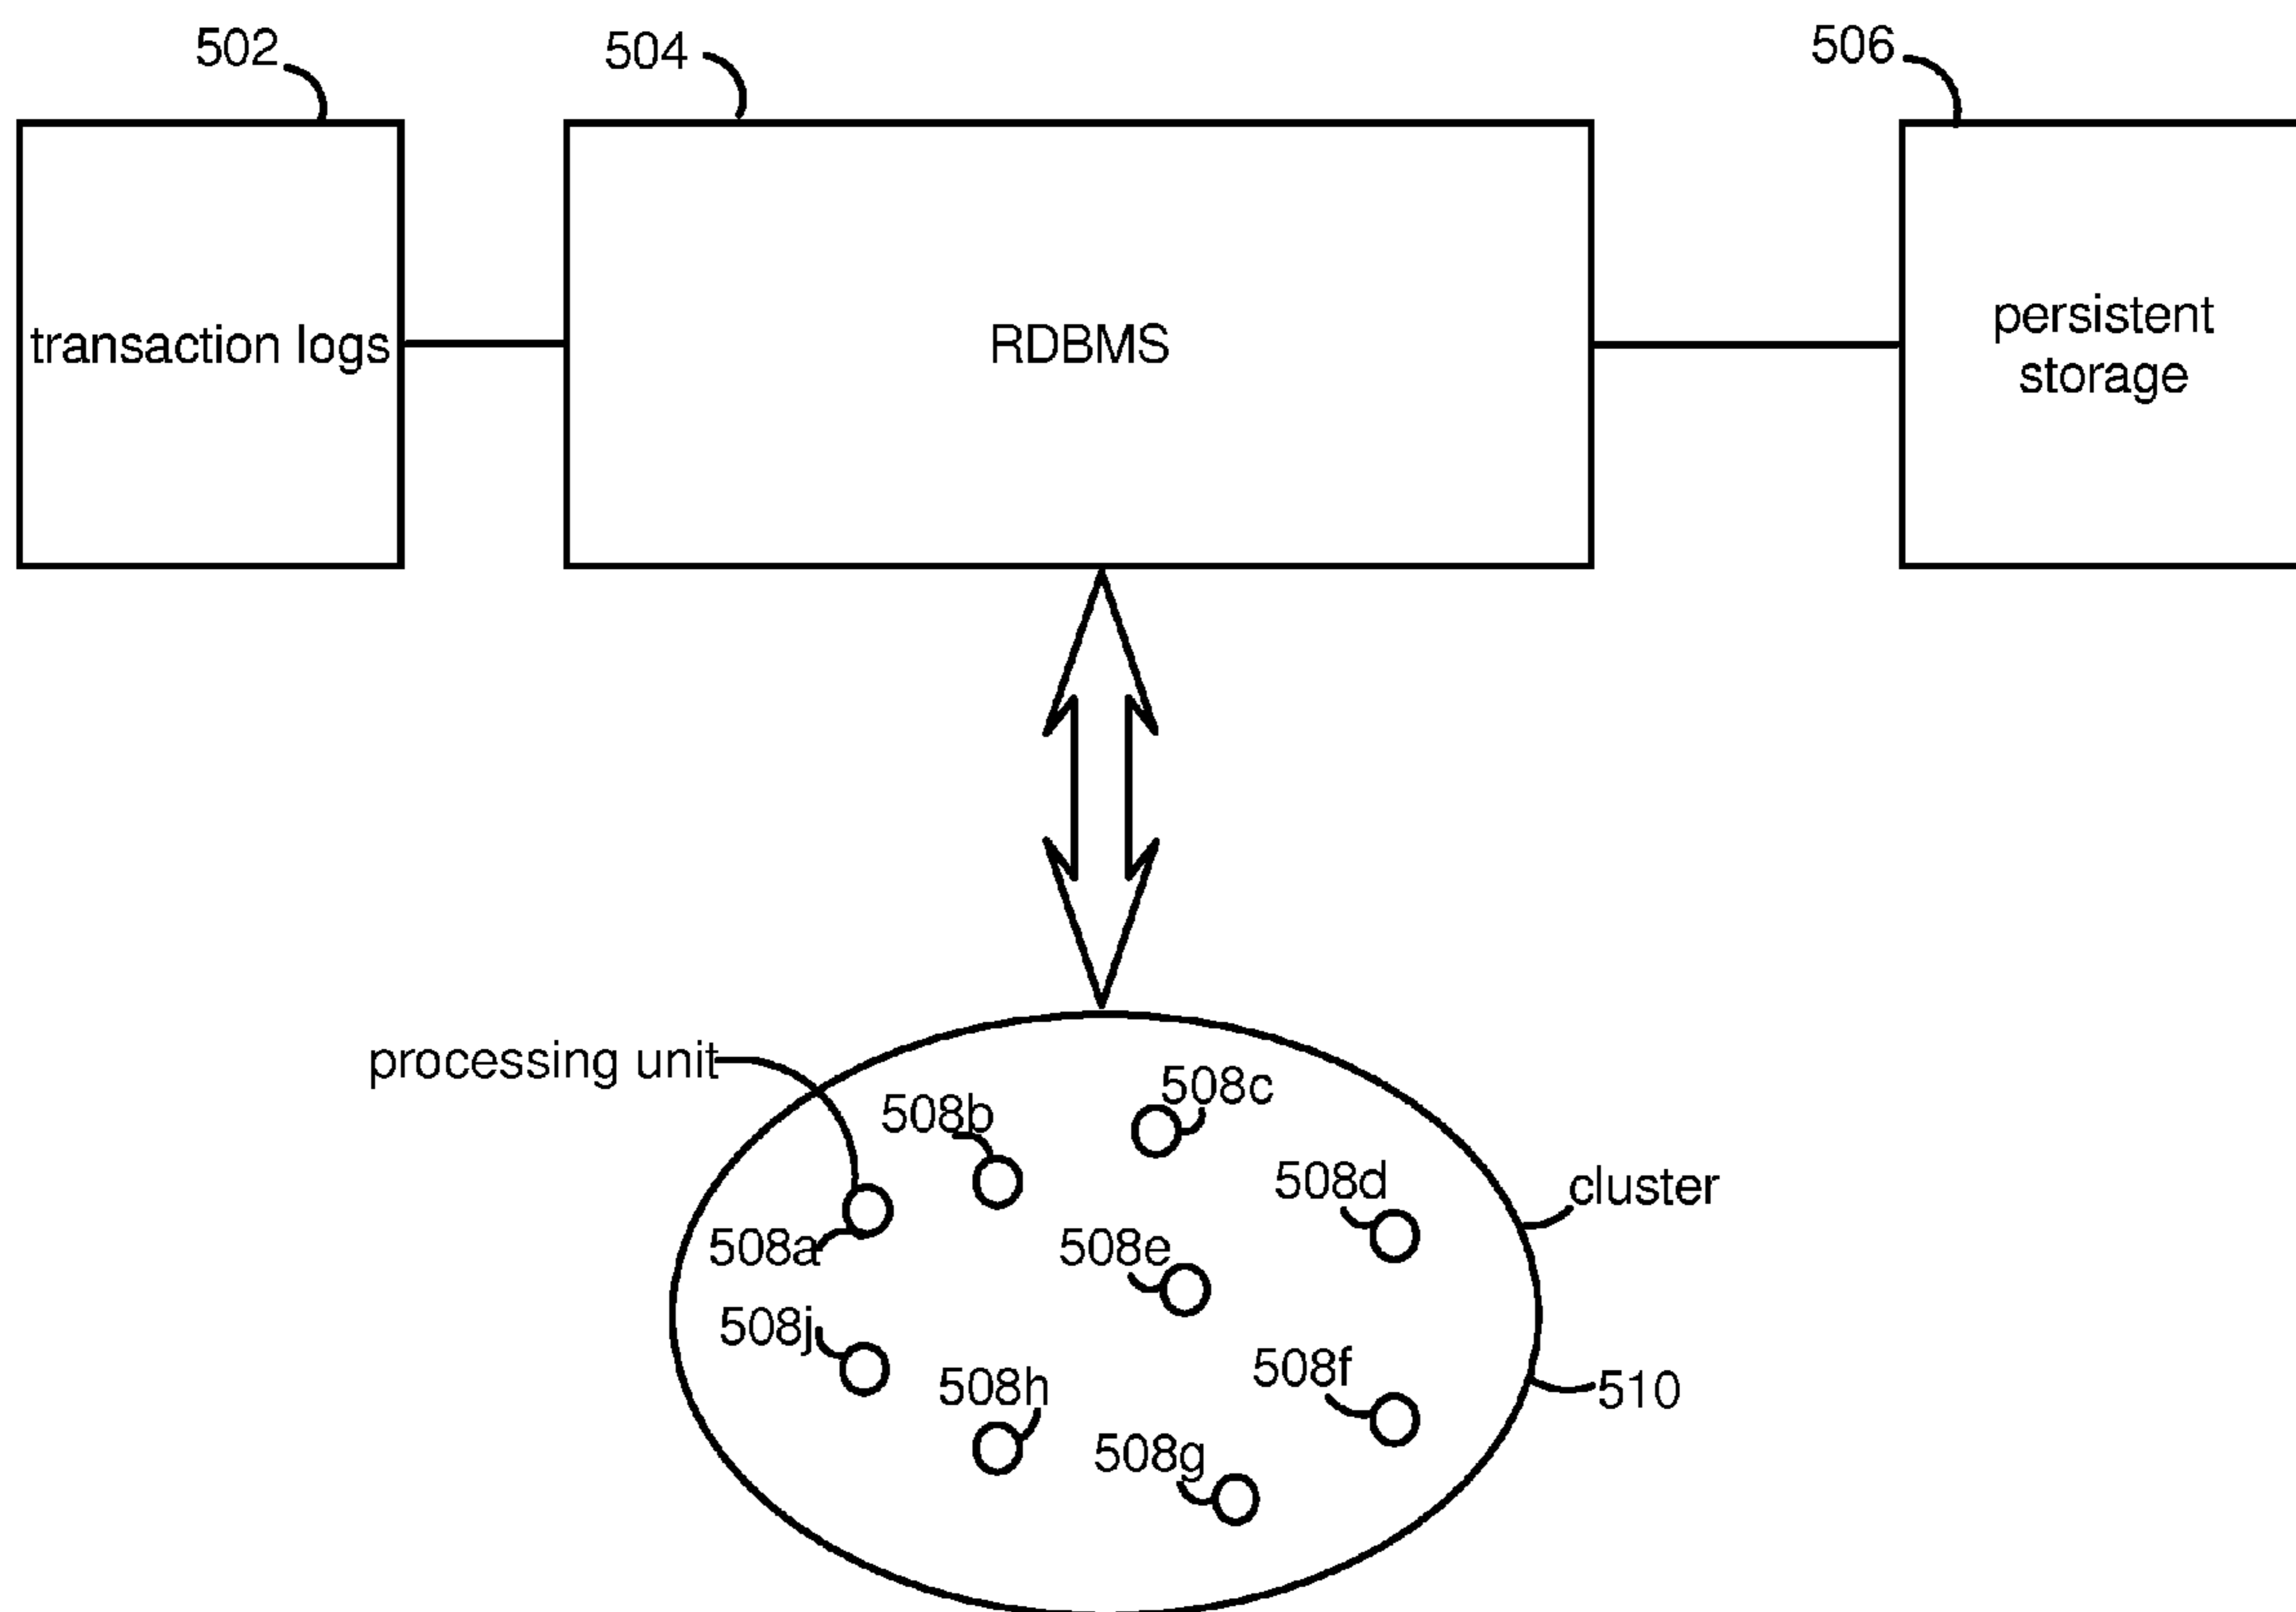 502
504
506
transaction logs
RDBMS
persistent
storage
processing unit
508b
508c
508d
cluster
508a
508e
508j
508h
508f
510
508g